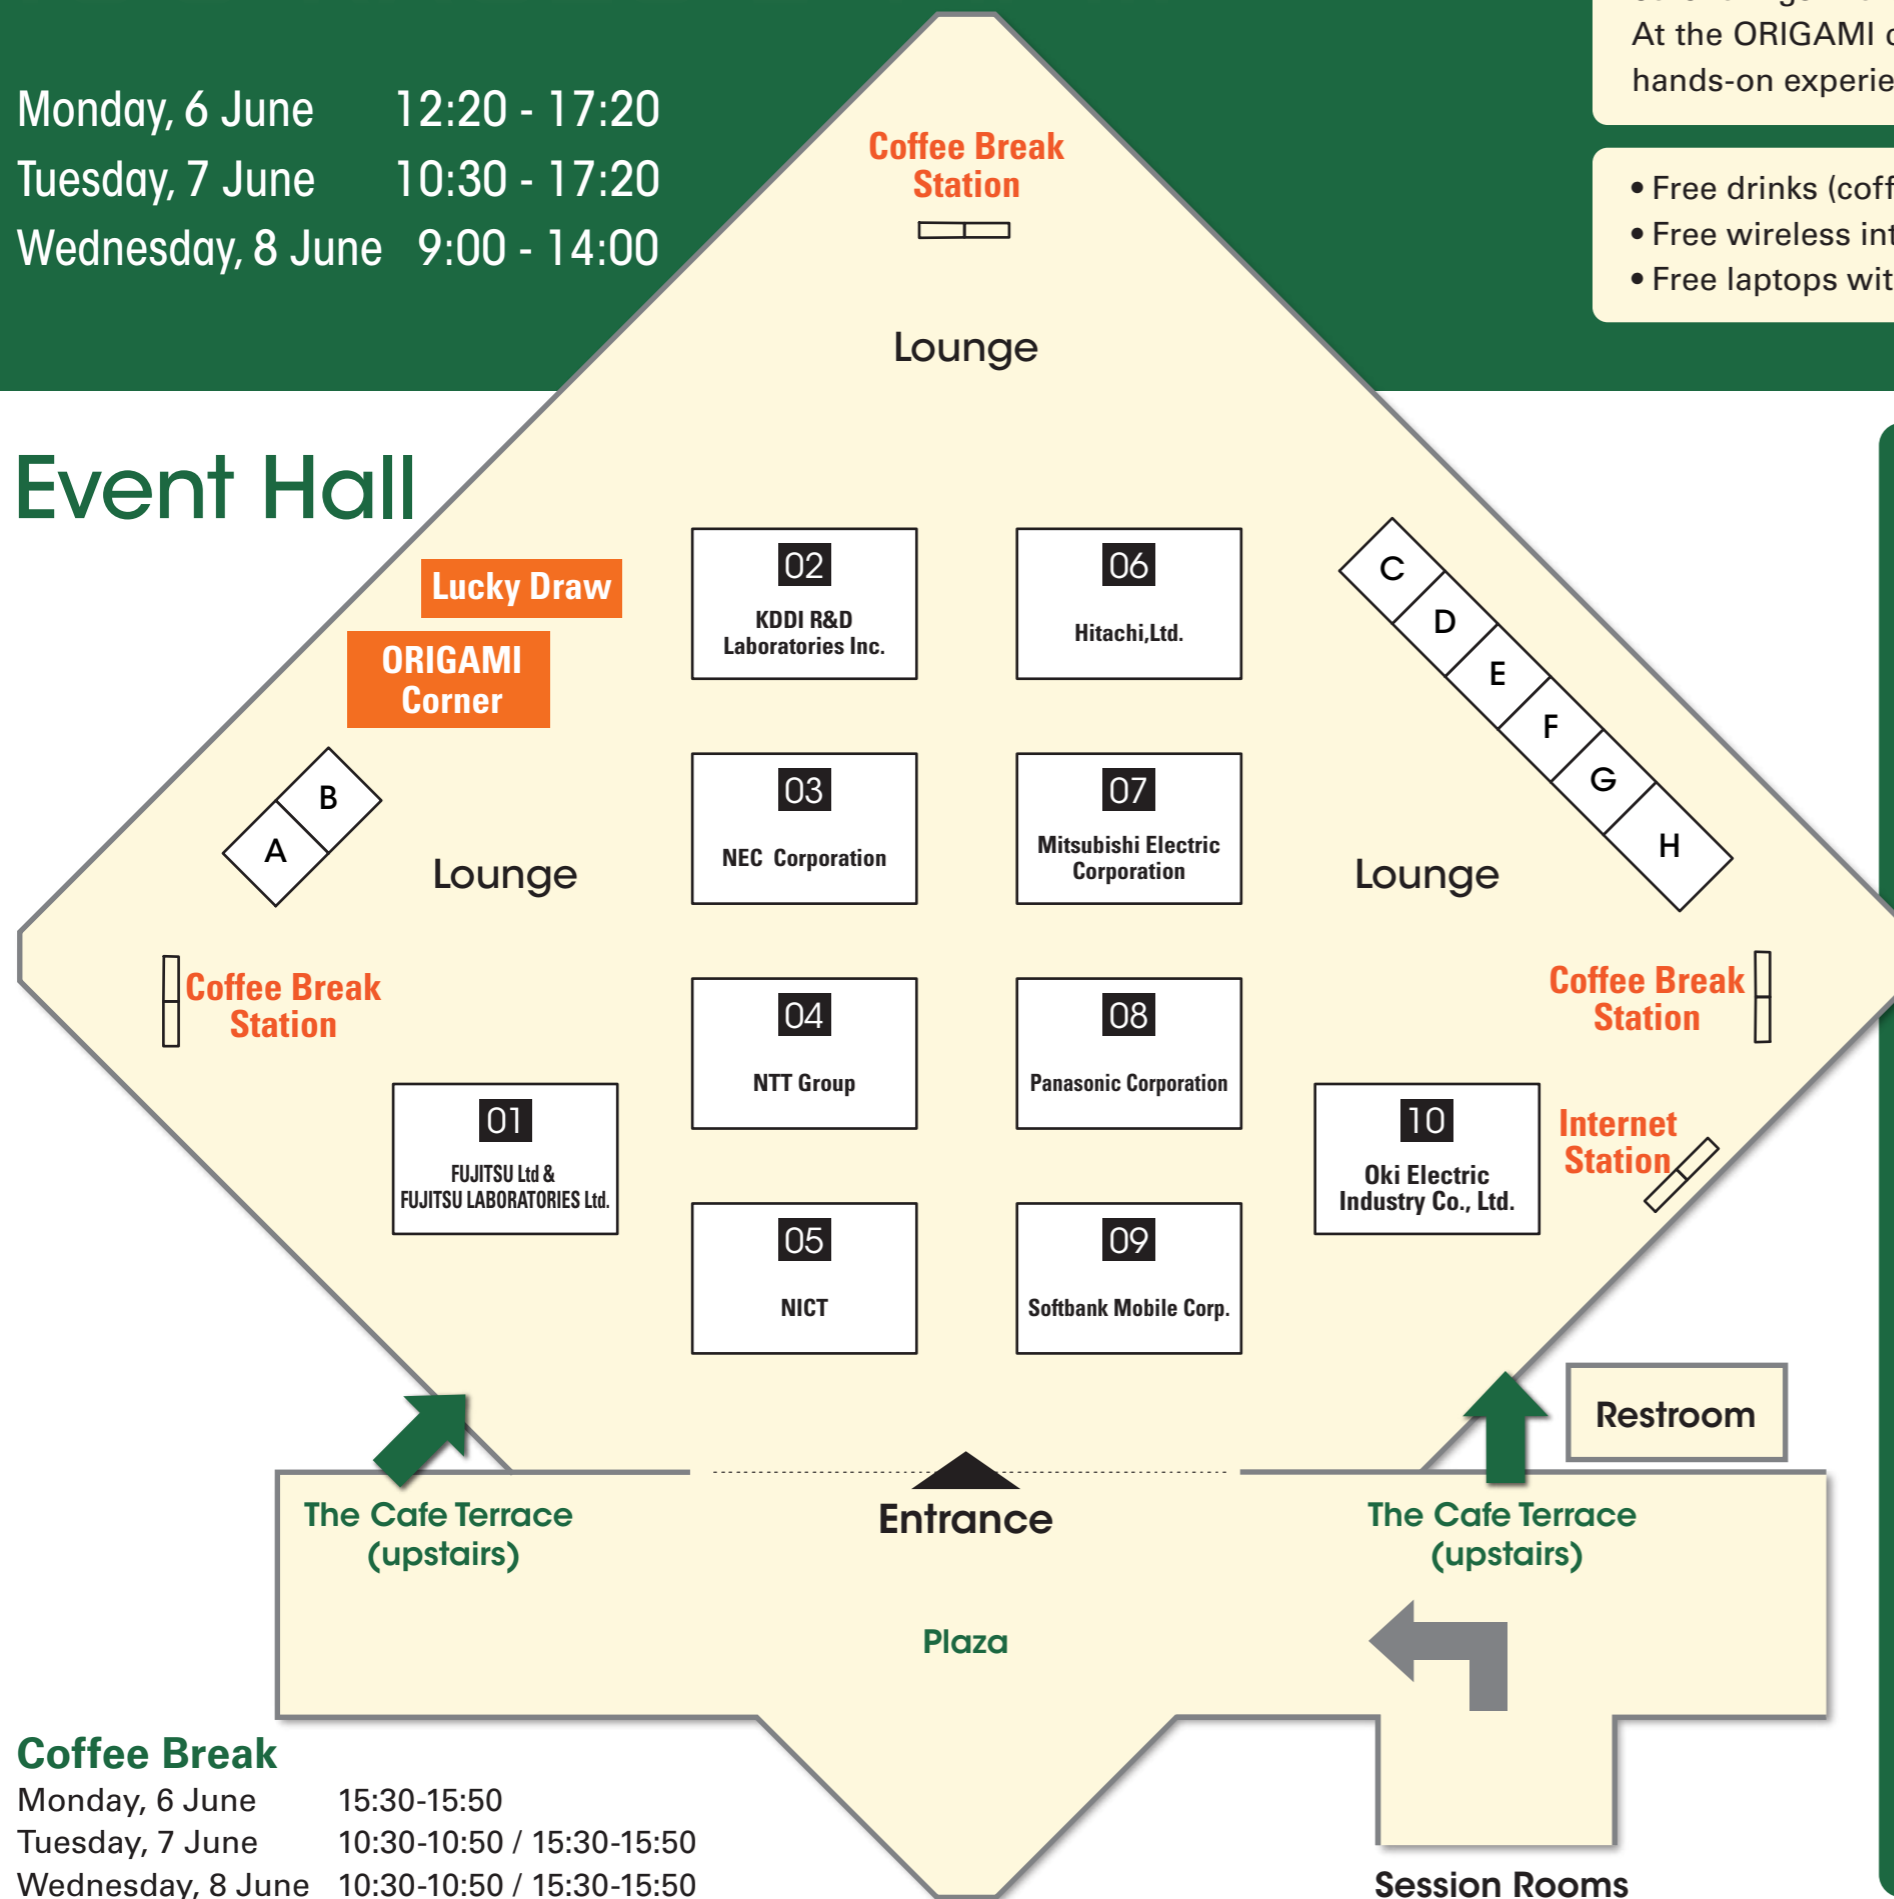 At the ORIGAMI
hands-on
• Free drinks
• Free wireless
• Free laptops
Monday, 6 June 12:20 - 17:20
Tuesday, 7 June 10:30 - 17:20
Wednesday, 8 June 9:00 - 14:00
Event Hall
Coffee Break
Station
Lounge
Lucky Draw
ORIGAMI
Corner
02
KDDI R&D
Laboratories Inc.
06
Hitachi,Ltd.
C
D
E
F
G
H
B
A
Lounge
03
NEC Corporation
07
Mitsubishi Electric
Corporation
Lounge
Coffee Break
Station
04
NTT Group
08
Panasonic Corporation
Coffee Break
Station
01
FUJITSU Ltd &
FUJITSU LABORATORIES Ltd.
10
Oki Electric
Industry Co., Ltd.
Internet
Station
05
NICT
09
Softbank Mobile Corp.
Restroom
The Cafe Terrace
(upstairs)
Entrance
The Cafe Terrace
(upstairs)
Plaza
Session Rooms
Coffee Break
Monday, 6 June 15:30-15:50
Tuesday, 7 June 10:30-10:50 / 15:30-15:50
Wednesday, 8 June 10:30-10:50 / 15:30-15:50